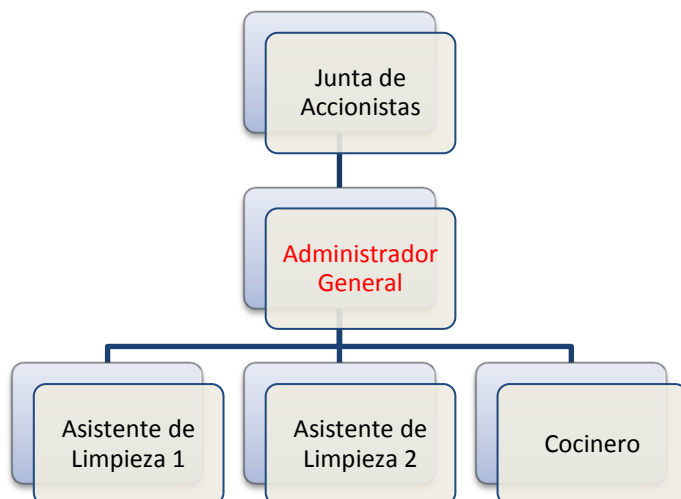 Junta de
Accionistas
Administrador
General
Asistente de
Limpieza 1
Asistente de
Limpieza 2
Cocinero